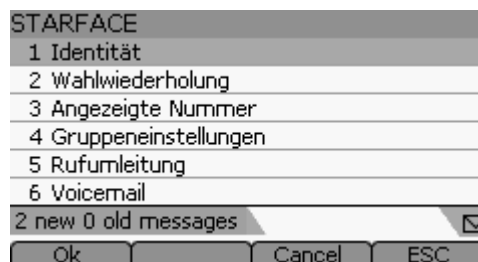 STARFACE
1 Identität
2 Wahlwiederholung
3 Angezeigte Nummer
4 Gruppeneinstellungen
5 Rufumleitung
6 Voicemail
2 new 0 old messages
Ok Cancel ESC